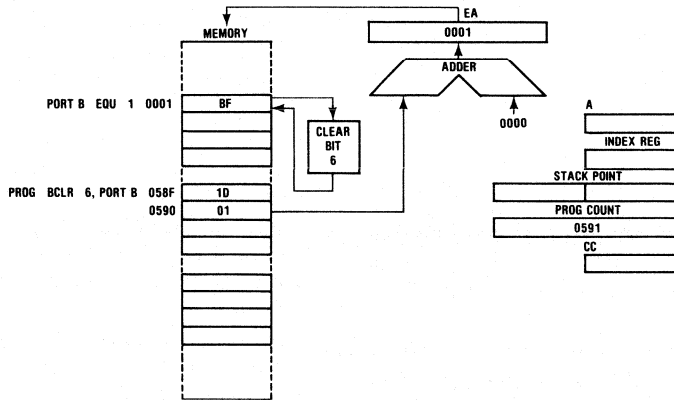 EA
MEMORY
0001
ADDER
PORT B EQU 1 0001
BF
CLEAR
BIT
6
0000
A
INDEX REG
STACK POINT
PROG BCLR 6, PORT B 058F
1D
0590
01
PROG COUNT
0591
CC